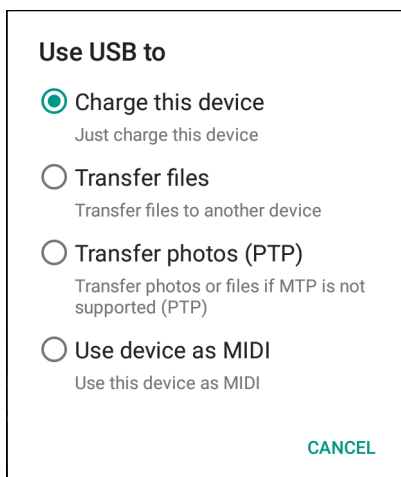 Use USB to
Charge this device
Just charge this device
Transfer files
Transfer files to another device
Transfer photos (PTP)
Transfer photos or files if MTP is not
supported (PTP)
Use device as MIDI
Use this device as MIDI
CANCEL